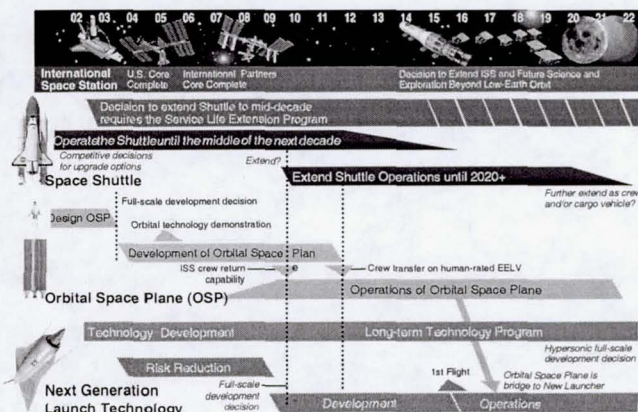 02 03 04 05 06 07 08 09 10 11 12 13 14 15 16 17 18 19 20 21 22
International
Space Station
U.S. Core
Complete
International Partners
Core Complete
Decision to Extend ISS and Future Science and
Exploration Beyond Low-Earth Orbit
Decision to extend Shuttle to mid-decade
requires the Service Life Extension Program
Operate the Shuttle until the middle of the next decade
Competitive decisions
for upgrade options
Extend?
Space Shuttle
Extend Shuttle Operations until 2020+
Further extend as crew
and/or cargo vehicle?
Full-scale development decision
Design OSP
Orbital technology demonstration
Development of Orbital Space Plan
ISS crew return
capability
e
Crew transfer on human-rated EELV
Operations of Orbital Space Plane
Orbital Space Plane (OSP)
Technology Development
Long-term Technology Program
Hypersonic full-scale
development decision
Risk Reduction
1st Flight
Orbital Space Plane is
bridge to New Launcher
Full-scale
development
decision
Next Generation
Launch Technology
Development
Operations